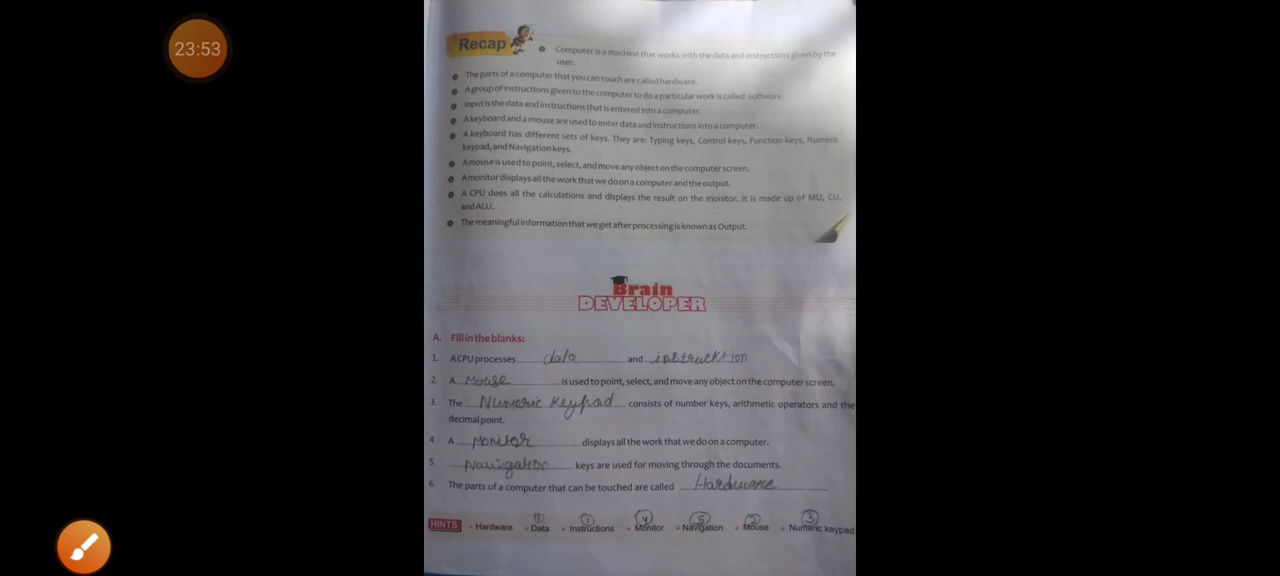 23:53
Recap
Computer is a machine that works with the data and instructions given by the
user.
The parts of a computer that you can touch are called hardware.
A group of instructions given to the computer to do a particular work is called software.
Input is the data and instructions that is entered into a computer.
A keyboard and a mouse are used to enter data and instructions into a computer.
A keyboard has different sets of keys. They are: Typing keys, Control keys, Function keys, Numeric
keypad, and Navigation keys.
A mouse is used to point, select, and move any object on the computer screen.
A monitor displays all the work that we do on a computer and the output.
A CPU does all the calculations and displays the result on the monitor. It is made up of MU, CU,
and ALU.
The meaningful information that we get after processing is known as Output.
Brain
DEVELOPER
A. Fill in the blanks:
1. A CPU processes data and instruction
2. A Mouse is used to point, select, and move any object on the computer screen.
3. The Numeric Keypad consists of number keys, arithmetic operators and the
decimal point.
4. A Monitor displays all the work that we do on a computer.
5. Navigation keys are used for moving through the documents.
6. The parts of a computer that can be touched are called Hardware
1 1 4 5 2 3
HINTS Hardware Data Instructions Monitor Navigation Mouse Numeric keypad